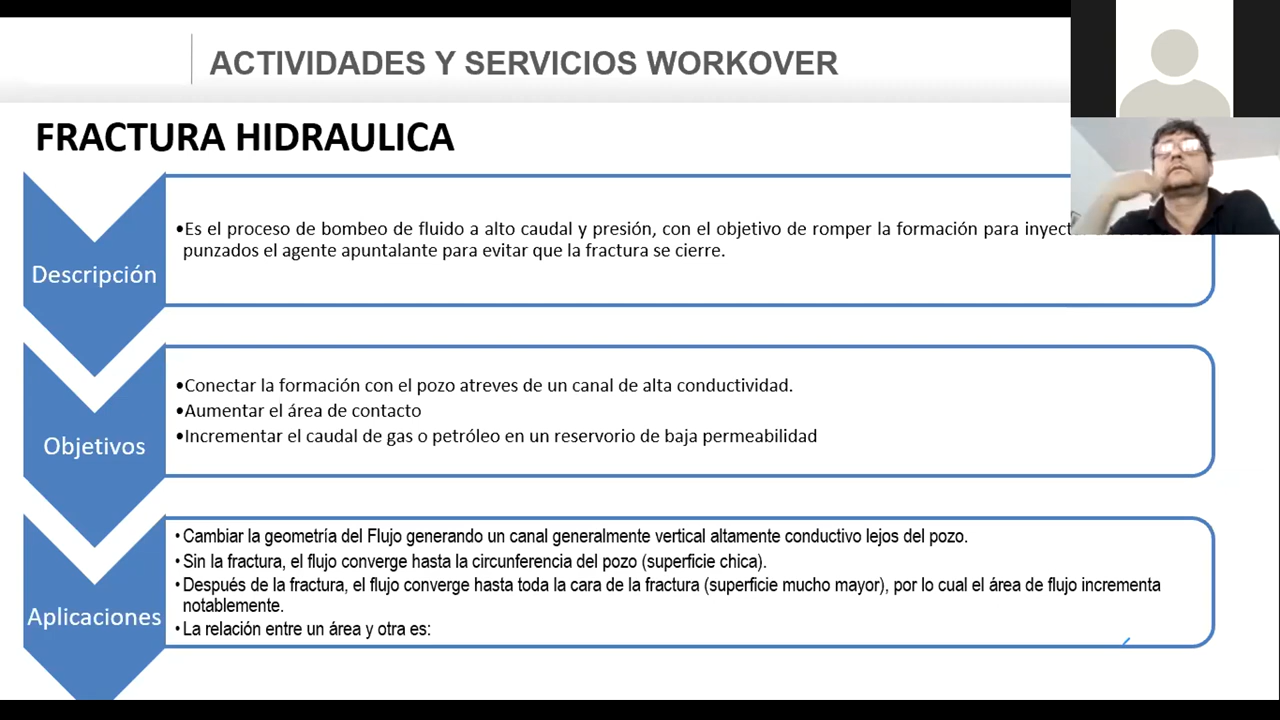 ACTIVIDADES Y SERVICIOS WORKOVER
FRACTURA HIDRAULICA
Descripción
•Es el proceso de bombeo de fluido a alto caudal y presión, con el objetivo de romper la formación para
punzados el agente apuntalante para evitar que la fractura se cierre.
Objetivos
•Conectar la formación con el pozo atreves de un canal de alta conductividad.
•Aumentar el área de contacto
•Incrementar el caudal de gas o petróleo en un reservorio de baja permeabilidad
Aplicaciones
•Cambiar la geometría del Flujo generando un canal generalmente vertical altamente conductivo lejos del pozo.
•Sin la fractura, el flujo converge hasta la circunferencia del pozo (superficie chica).
•Después de la fractura, el flujo converge hasta toda la cara de la fractura (superficie mucho mayor), por lo cual el área de flujo incrementa
notablemente.
•La relación entre un área y otra es: